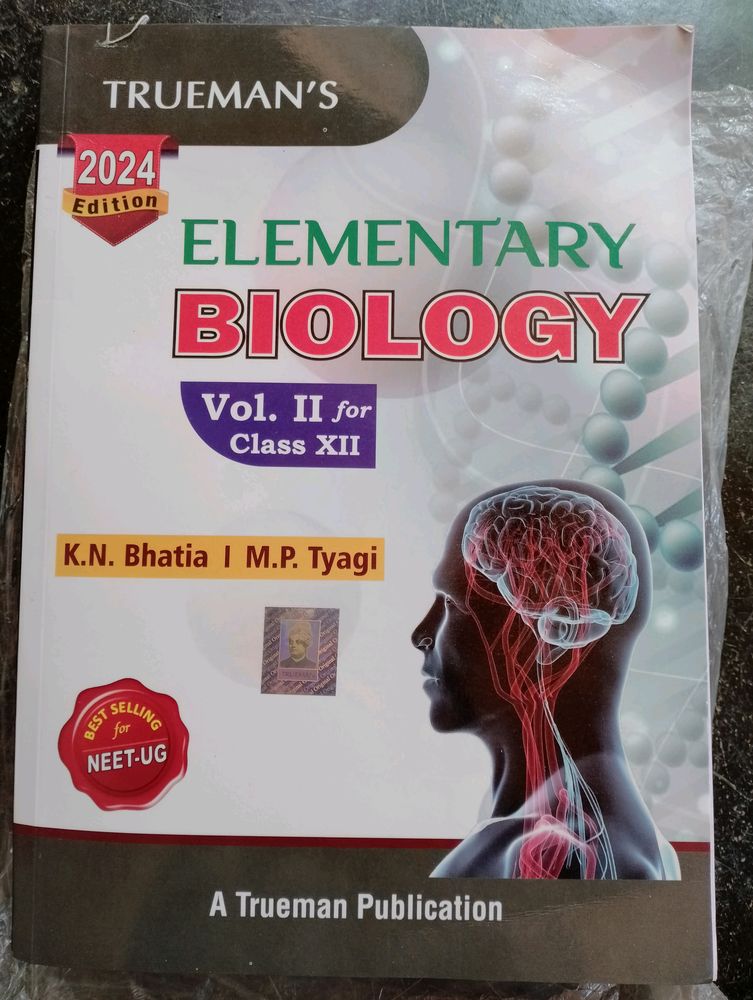 TRUEMAN'S
2024
Edition
ELEMENTARY
BIOLOGY
Vol. II for
Class XII
K.N. Bhatia I M.P. Tyagi
TRUEMAN
BEST SELLING
for
NEET-UG
A Trueman Publication